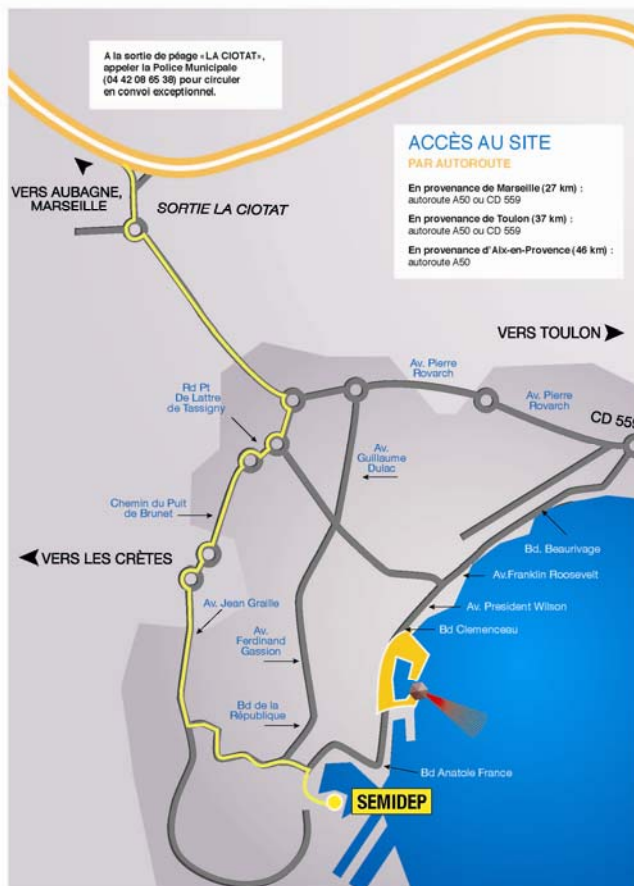 A la sortie de péage «LA CIOTAT»,
appeler la Police Municipale
(04 42 08 65 38) pour circuler
en convoi exceptionnel.
ACCÈS AU SITE
PAR AUTOROUTE
En provenance de Marseille (27 km) :
autoroute A50 ou CD 559
En provenance de Toulon (37 km) :
autoroute A50 ou CD 559
En provenance d'Aix-en-Provence (46 km) :
autoroute A50
VERS AUBAGNE,
MARSEILLE
SORTIE LA CIOTAT
VERS TOULON
Av. Pierre
Rovarch
Av. Pierre
Rovarch
CD 559
Rd Pt
De Lattre
de Tassigny
Av.
Guillaume
Dulac
Chemin du Puit
de Brunet
VERS LES CRÈTES
Bd. Beaurivage
Av.Franklin Roosevelt
Av. Jean Graille
Av. President Wilson
Bd Clemenceau
Av.
Ferdinand
Gassion
Bd de la
République
Bd Anatole France
SEMIDEP